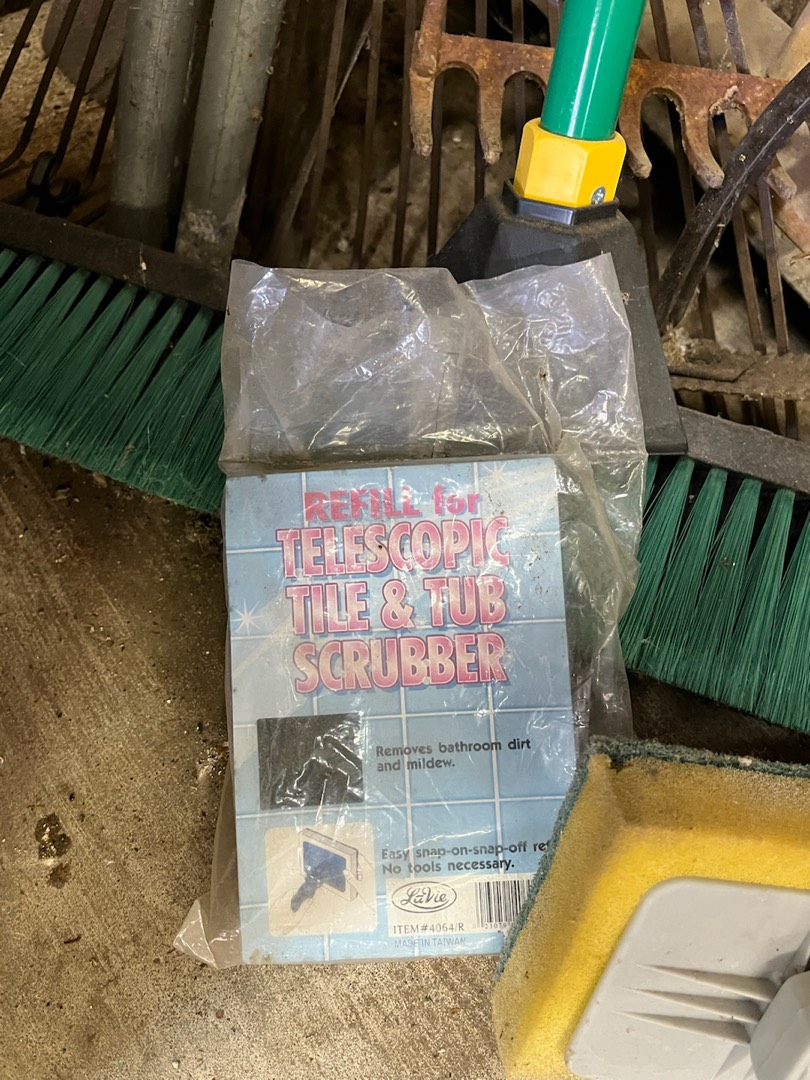 REFILL for
TELESCOPIC
TILE & TUB
SCRUBBER
Removes bathroom dirt
and mildew.
Easy snap-on-snap-off
No tools necessary.
LaVie
ITEM#4064/R
MADE IN TAIWAN